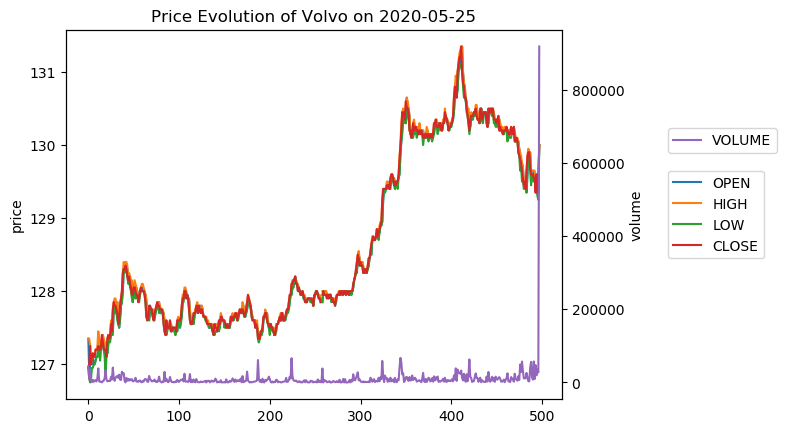 Price Evolution of Volvo on 2020-05-25
131
130
129
128
127
price
0
100
200
300
400
500
800000
600000
400000
200000
0
volume
VOLUME
OPEN
HIGH
LOW
CLOSE